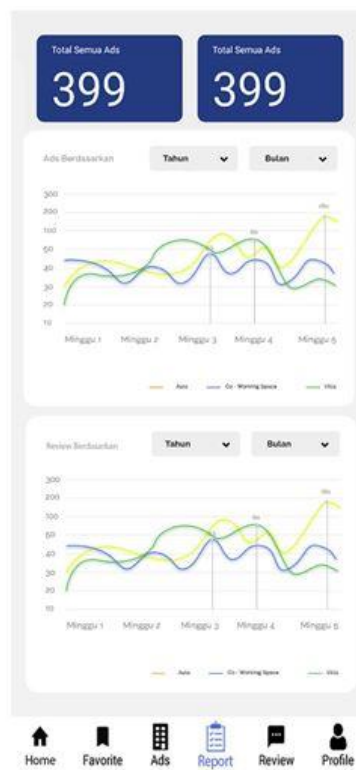 Total Semua Ads Total Semua Ads
399 399
Ads Berdasarkan Tahun Bulan
300
200
100
50
40
30
20
10
Minggu 1 Minggu 2 Minggu 3 Minggu 4 Minggu 5
Co - Working Space Villa
Review Berdasarkan Tahun Bulan
300
200
100
50
40
30
20
10
Minggu 1 Minggu 2 Minggu 3 Minggu 4 Minggu 5
Co - Working Space Villa
Home Favorite Ads Report Review Profile